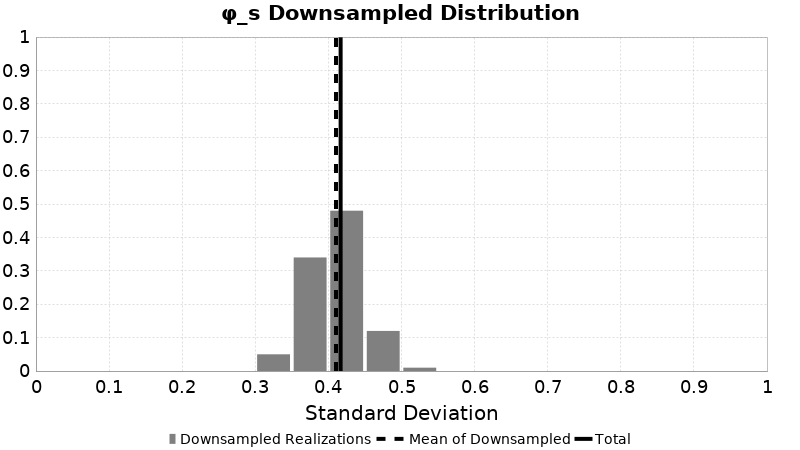 φ_s Downsampled Distribution
1
0.9
0.8
0.7
0.6
0.5
0.4
0.3
0.2
0.1
0
0 0.1 0.2 0.3 0.4 0.5 0.6 0.7 0.8 0.9 1
Standard Deviation
Downsampled Realizations Mean of Downsampled Total